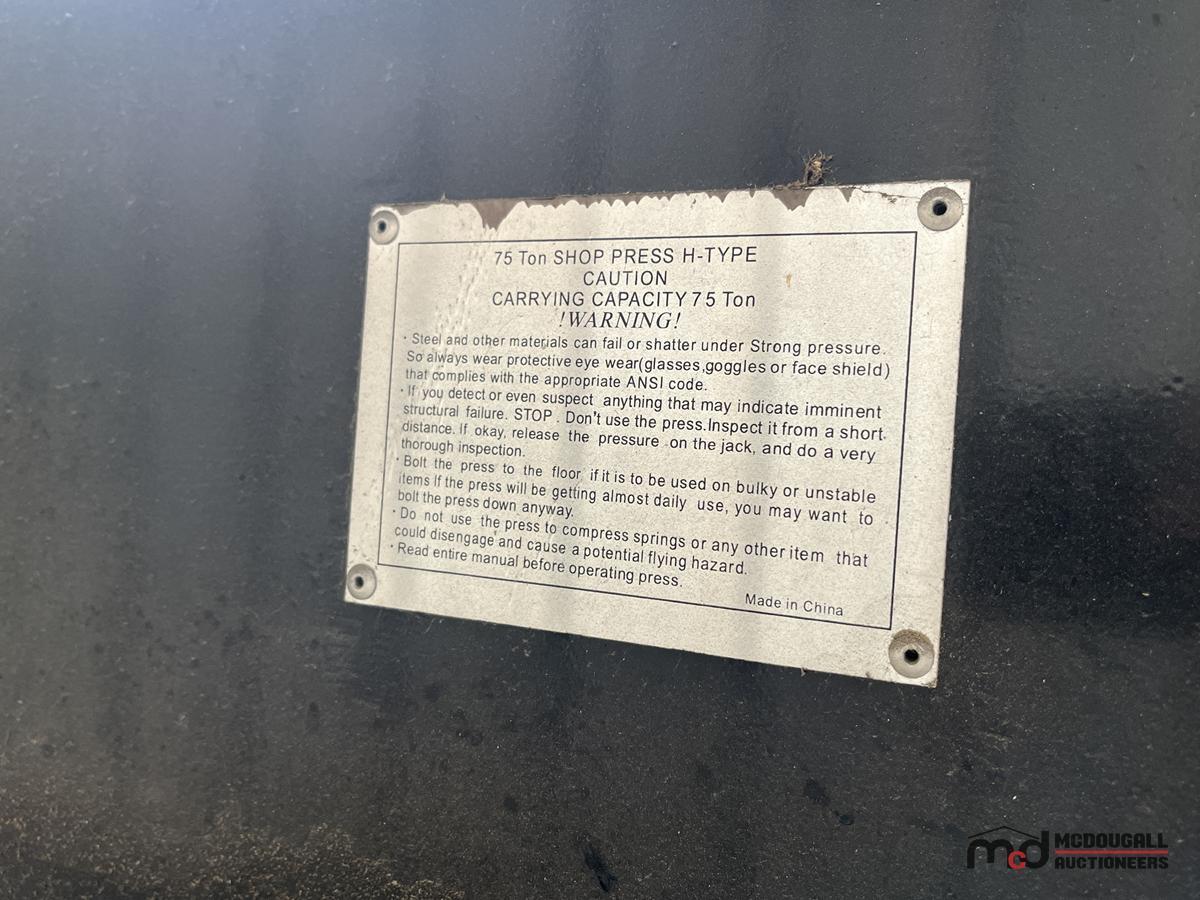 75 Ton SHOP PRESS H-TYPE
CAUTION
CARRYING CAPACITY 75 Ton
!WARNING!
· Steel and other materials can fail or shatter under Strong pressure.
So always wear protective eye wear(glasses,goggles or face shield)
that complies with the appropriate ANSI code.
· If you detect or even suspect anything that may indicate imminent
structural failure. STOP . Don't use the press.Inspect it from a short
distance. If okay, release the pressure on the jack, and do a very
thorough inspection.
· Bolt the press to the floor if it is to be used on bulky or unstable
items If the press will be getting almost daily use, you may want to
bolt the press down anyway.
· Do not use the press to compress springs or any other item that
could disengage and cause a potential flying hazard.
· Read entire manual before operating press.
Made in China
mcd MCDOUGALL
AUCTIONEERS